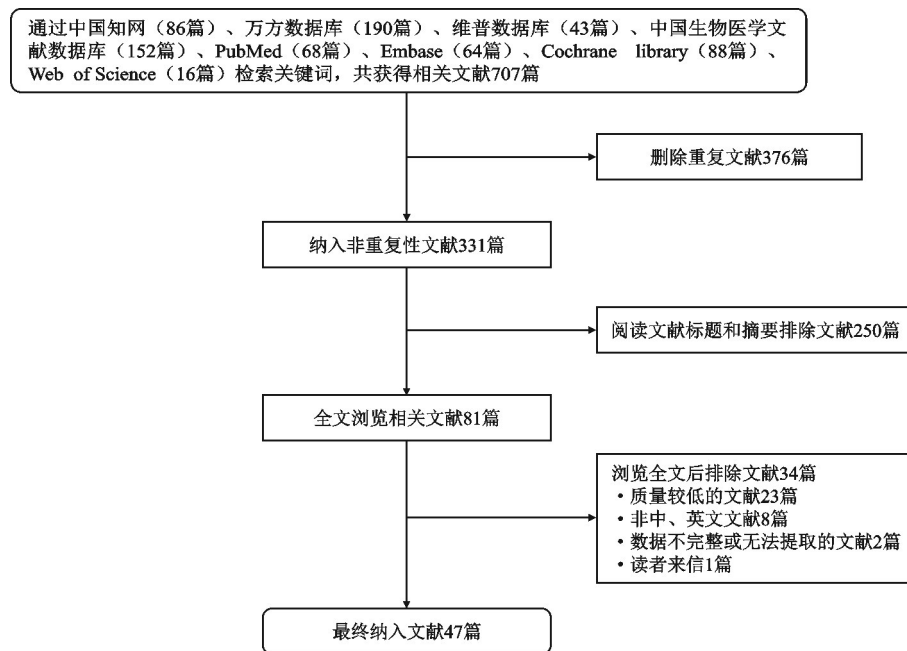 通过中国知网（86篇）、万方数据库（190篇）、维普数据库（43篇）、中国生物医学文
献数据库（152篇）、PubMed（68篇）、Embase（64篇）、Cochrane library（88篇）、
Web of Science（16篇）检索关键词，共获得相关文献707篇
删除重复文献376篇
纳入非重复性文献331篇
阅读文献标题和摘要排除文献250篇
全文浏览相关文献81篇
浏览全文后排除文献34篇
·质量较低的文献23篇
·非中、英文文献8篇
·数据不完整或无法提取的文献2篇
·读者来信1篇
最终纳入文献47篇